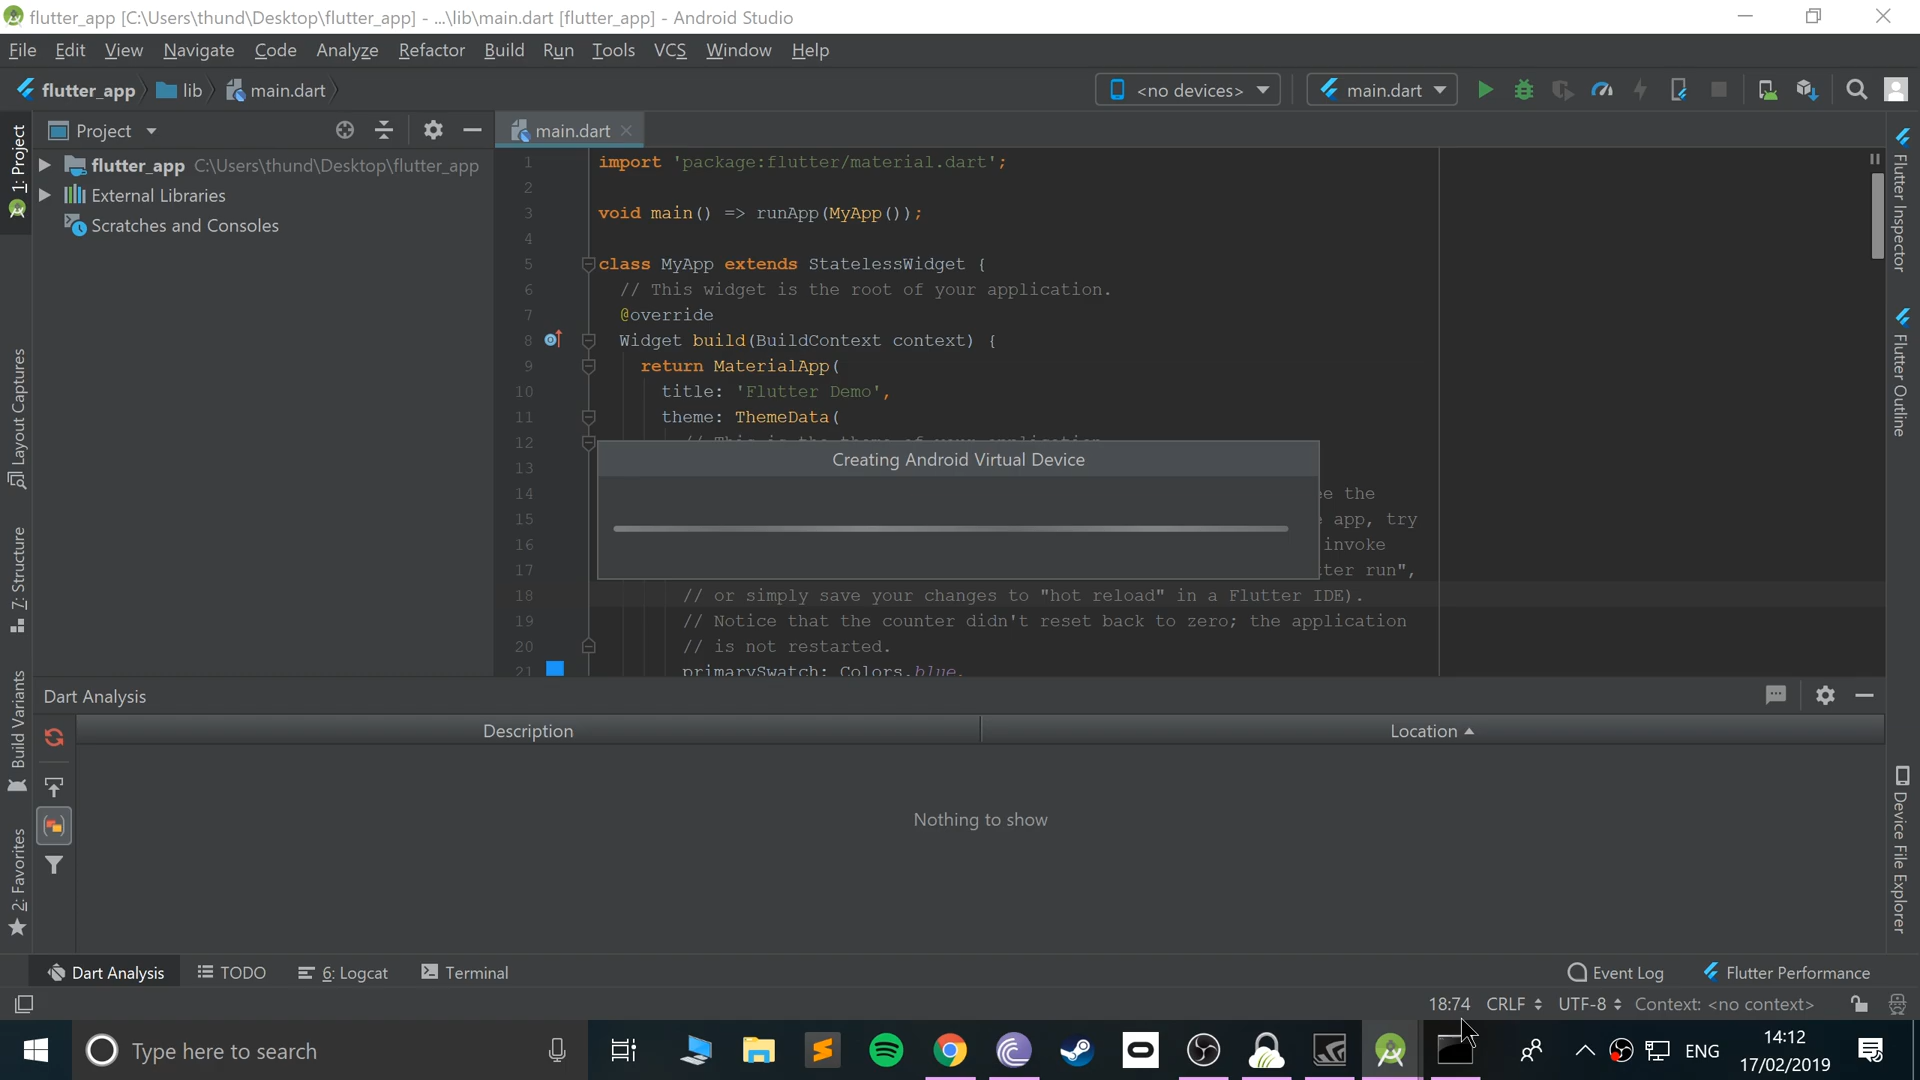 flutter_app [C:\Users\thund\Desktop\flutter_app] - ...\lib\main.dart [flutter_app] - Android Studio
File Edit View Navigate Code Analyze Refactor Build Run Tools VCS Window Help
flutter_app lib main.dart <no devices> main.dart
Project main.dart
1: Project
flutter_app C:\Users\thund\Desktop\flutter_app
External Libraries
Scratches and Consoles
Layout Captures
7: Structure
Build Variants
2: Favorites
1 import 'package:flutter/material.dart';
2
3 void main() => runApp(MyApp());
4
5 class MyApp extends StatelessWidget {
6 // This widget is the root of your application.
7 @override
8 Widget build(BuildContext context) {
9 return MaterialApp(
10 title: 'Flutter Demo',
11 theme: ThemeData(
12 // This is the theme of your application.
Creating Android Virtual Device
13
14 ee the
15 app, try
16 invoke
17 ter run",
18 // or simply save your changes to "hot reload" in a Flutter IDE).
19 // Notice that the counter didn't reset back to zero; the application
20 // is not restarted.
21 primarySwatch: Colors.blue,
Flutter Inspector
Flutter Outline
Device File Explorer
Dart Analysis
Description Location
Nothing to show
Dart Analysis TODO 6: Logcat Terminal Event Log Flutter Performance
18:74 CRLF UTF-8 Context: <no context>
Type here to search ENG 14:12
17/02/2019